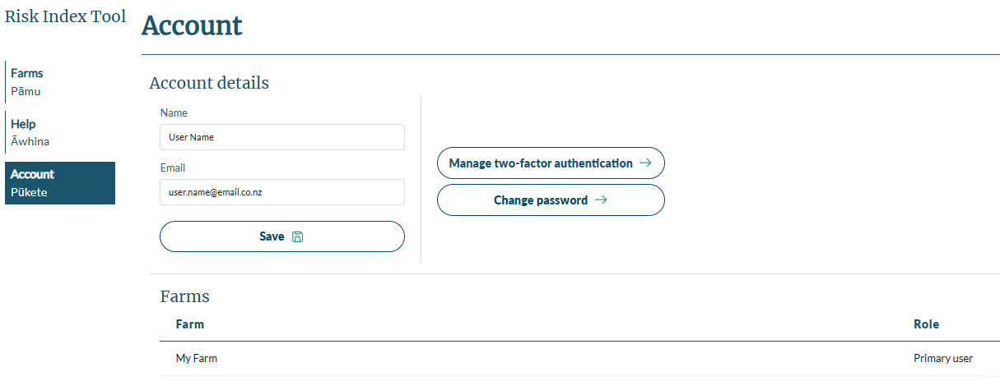 Risk Index Tool
Account
Farms
Pāmu
Help
Āwhina
Account
Pūkete
Account details
Name
User Name
Email
user.name@email.co.nz
Save
Manage two-factor authentication
Change password
Farms
Farm Role
My Farm Primary user